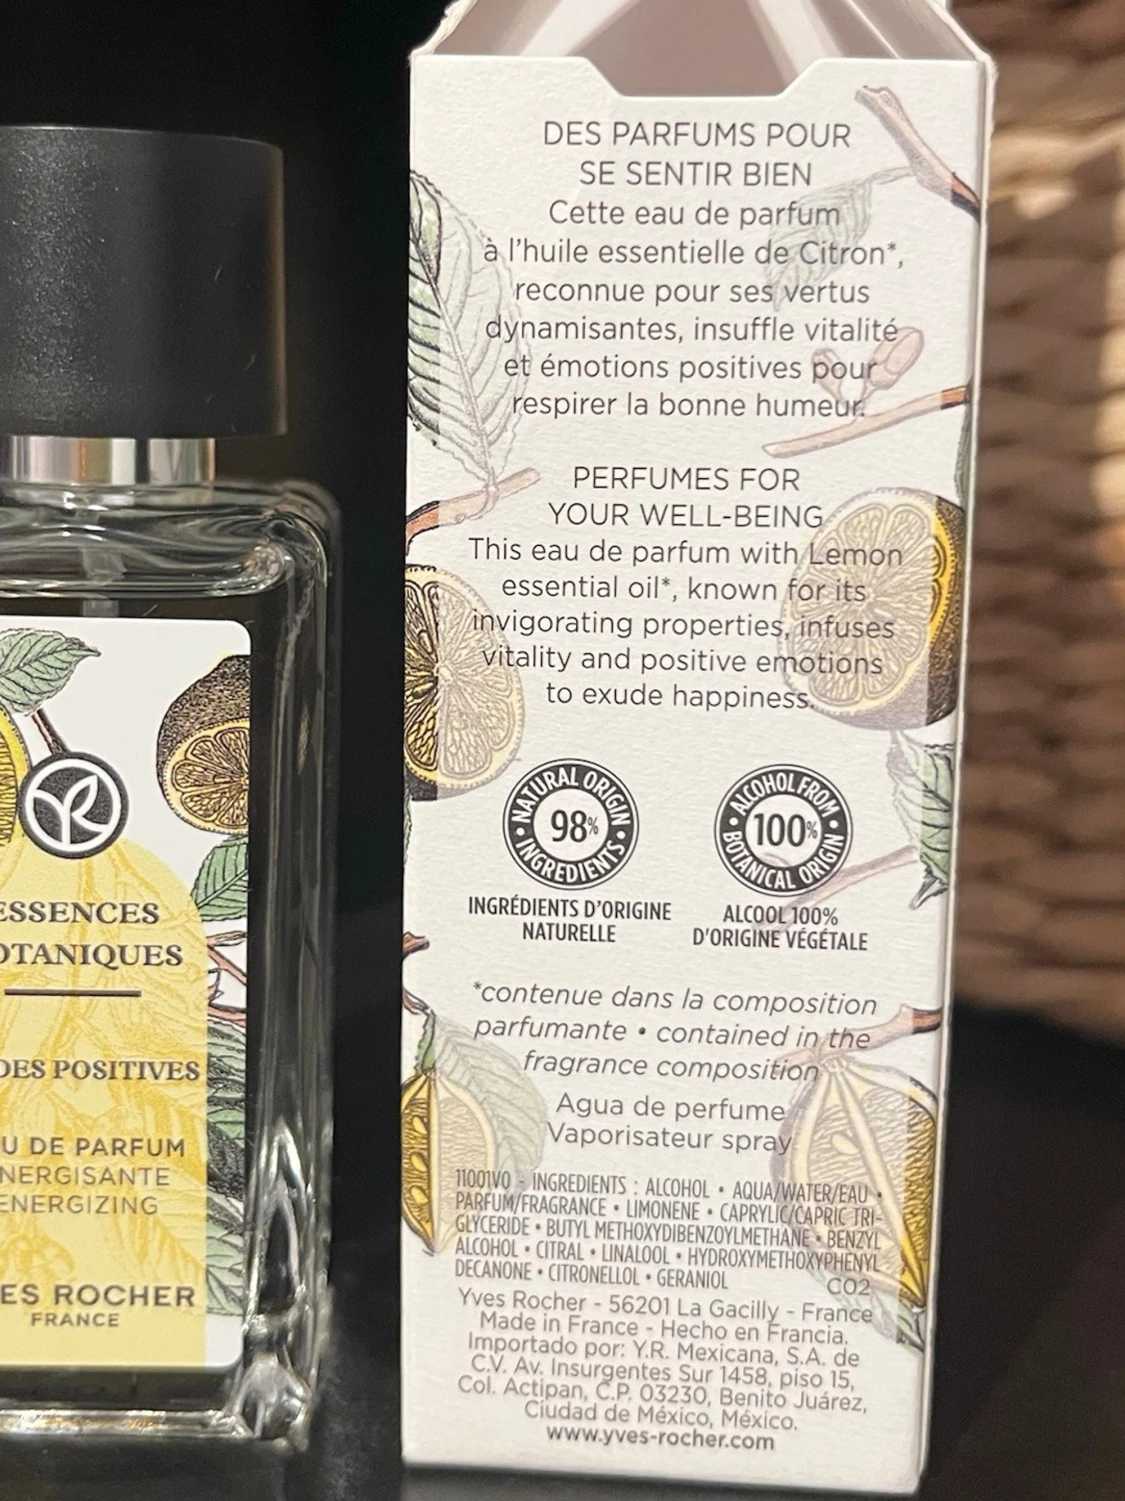 ESSENCES
OTANIQUES
DES POSITIVES
U DE PARFUM
NERGISANTE
ENERGIZING
ES ROCHER
FRANCE
DES PARFUMS POUR
SE SENTIR BIEN
Cette eau de parfum
à l'huile essentielle de Citron*,
reconnue pour ses vertus
dynamisantes, insuffle vitalité
et émotions positives pour
respirer la bonne humeur.
PERFUMES FOR
YOUR WELL-BEING
This eau de parfum with Lemon
essential oil*, known for its
invigorating properties, infuses
vitality and positive emotions
to exude happiness.
NATURAL ORIGIN
98%
INGREDIENTS
INGRÉDIENTS D'ORIGINE
NATURELLE
ALCOHOL FROM
100%
BOTANICAL ORIGIN
ALCOOL 100%
D'ORIGINE VÉGÉTALE
*contenue dans la composition
parfumante • contained in the
fragrance composition
Agua de perfume
Vaporisateur spray
11001V0 - INGREDIENTS : ALCOHOL • AQUA/WATER/EAU •
PARFUM/FRAGRANCE • LIMONENE • CAPRYLIC/CAPRIC TRI-
GLYCERIDE • BUTYL METHOXYDIBENZOYLMETHANE • BENZYL
ALCOHOL • CITRAL • LINALOOL • HYDROXYMETHOXYPHENYL
DECANONE • CITRONELLOL • GERANIOL C02
Yves Rocher - 56201 La Gacilly - France
Made in France - Hecho en Francia.
Importado por: Y.R. Mexicana, S.A. de
C.V. Av. Insurgentes Sur 1458, piso 15,
Col. Actipan, C.P. 03230, Benito Juárez,
Ciudad de México, México.
www.yves-rocher.com